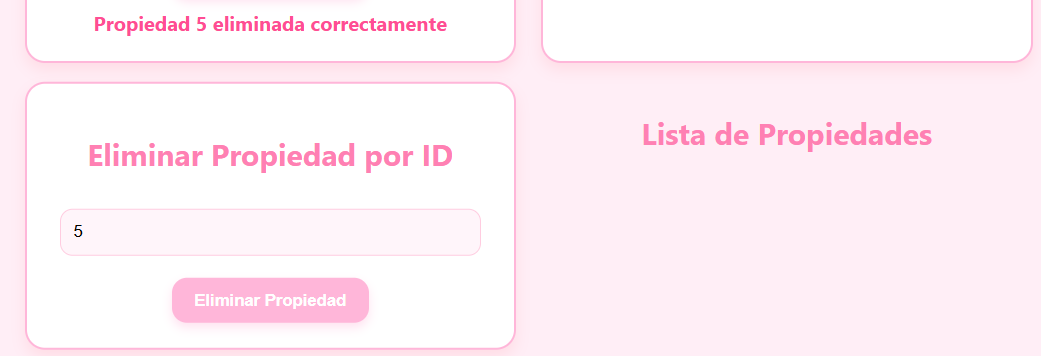 Propiedad 5 eliminada correctamente
Eliminar Propiedad por ID
5
Eliminar Propiedad
Lista de Propiedades